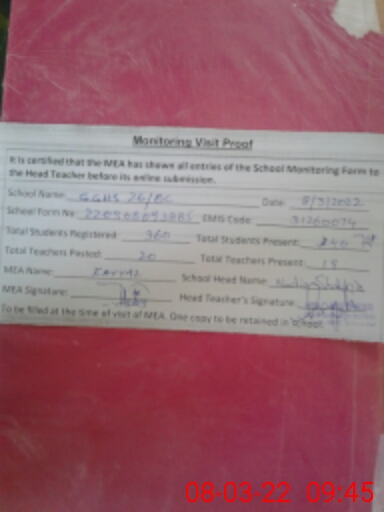 Monitoring Visit Proof
It is certified that the MEA has shown all entries of the School Monitoring Form to
the Head Teacher before its online submission.
School Name: GGHS 26/BC Date: 8/3/2022
School Form No EMIS Code: 31260074
Total Students Registered: 360 Total Students Present:
Total Teachers Posted: 20 Total Teachers Present: 18
MEA Name: School Head Name:
MEA Signature: Head Teacher's Signature:
To be filled at the time of visit of MEA. One copy to be retained in school.
08-03-22 09:45